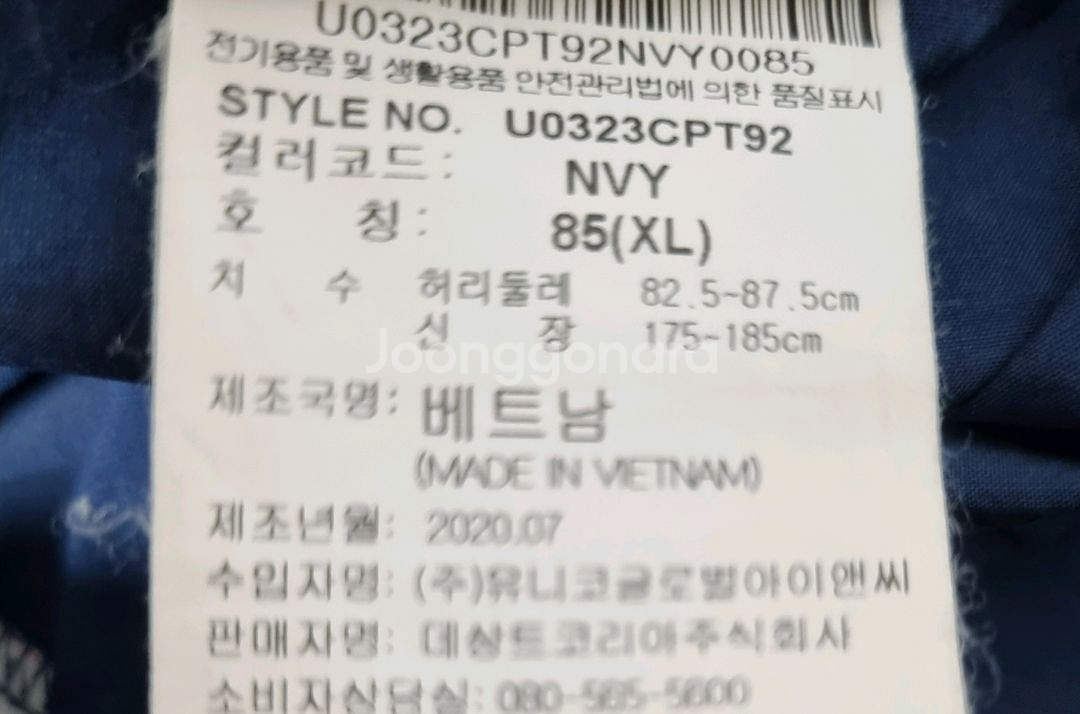 U0323CPT92NVY0085
전기용품 및 생활용품 안전관리법에 의한 품질표시
STYLE NO. U0323CPT92
컬러코드: NVY
호 칭: 85(XL)
치 수 허리둘레 82.5~87.5cm
신 장 175~185cm
Joonggondra
제조국명: 베트남
(MADE IN VIETNAM)
제조년월: 2020.07
수입자명: (주)유니코글로벌아이앤씨
판매자명: 데상트코리아주식회사
소비자상담실: 080-565-5600